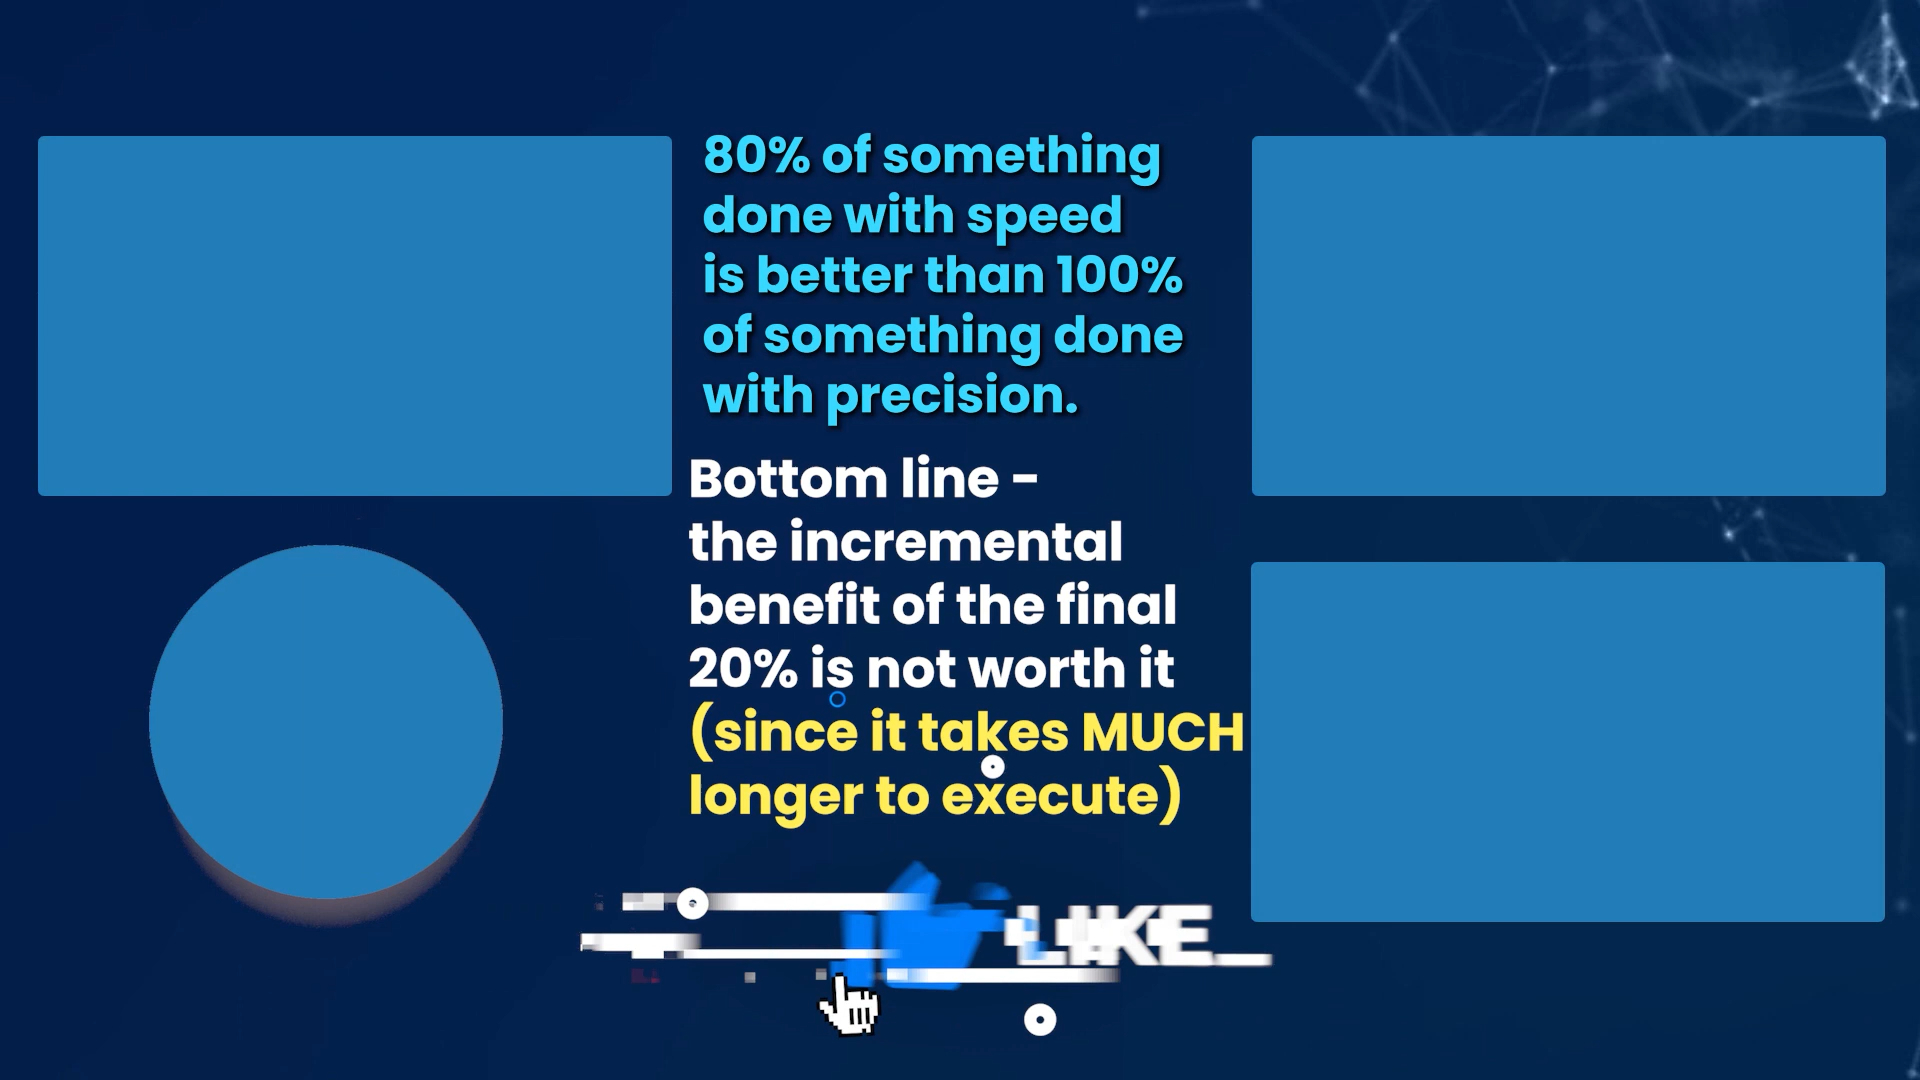 80% of something
done with speed
is better than 100%
of something done
with precision.
Bottom line -
the incremental
benefit of the final
20% is not worth it
(since it takes MUCH
longer to execute)
LIKE_